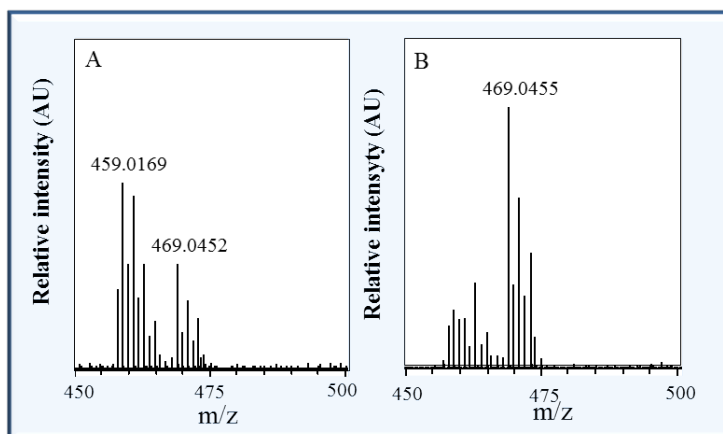 A
Relative intensity (AU)
459.0169
469.0452
450
475
500
m/z
B
Relative intensyty (AU)
469.0455
450
475
500
m/z